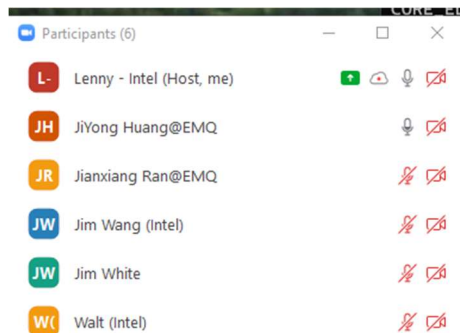 CORE_ED
Participants (6)
L- Lenny - Intel (Host, me)
JH JiYong Huang@EMQ
JR Jianxiang Ran@EMQ
JW Jim Wang (Intel)
JW Jim White
W( Walt (Intel)